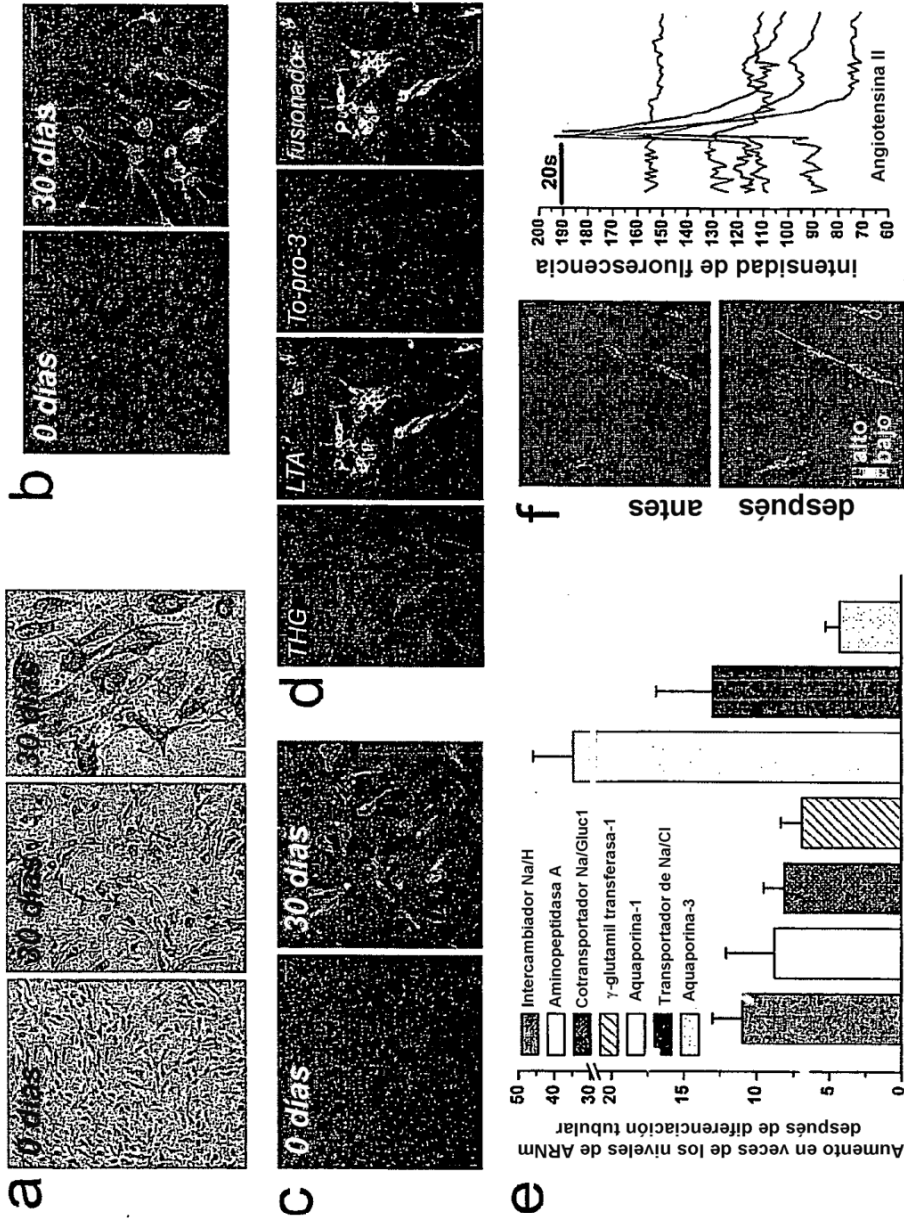 a
0 días
30 días
30 días
b
0 días
30 días
c
0 días
30 días
d
THG
LTA
To-pro-3
fusionado
e
Aumento en veces de los niveles de ARNm
después de diferenciación tubular
50
40
30
20
15
10
5
0
Intercambiador Na/H
Aminopeptidasa A
Cotransportador Na/Gluc1
γ-glutamil transferasa-1
Aquaporina-1
Transportador de Na/Cl
Aquaporina-3
f
antes
después
alto
bajo
intensidad de fluorescencia
200
190
180
170
160
150
140
130
120
110
100
90
80
70
60
20s
Angiotensina II